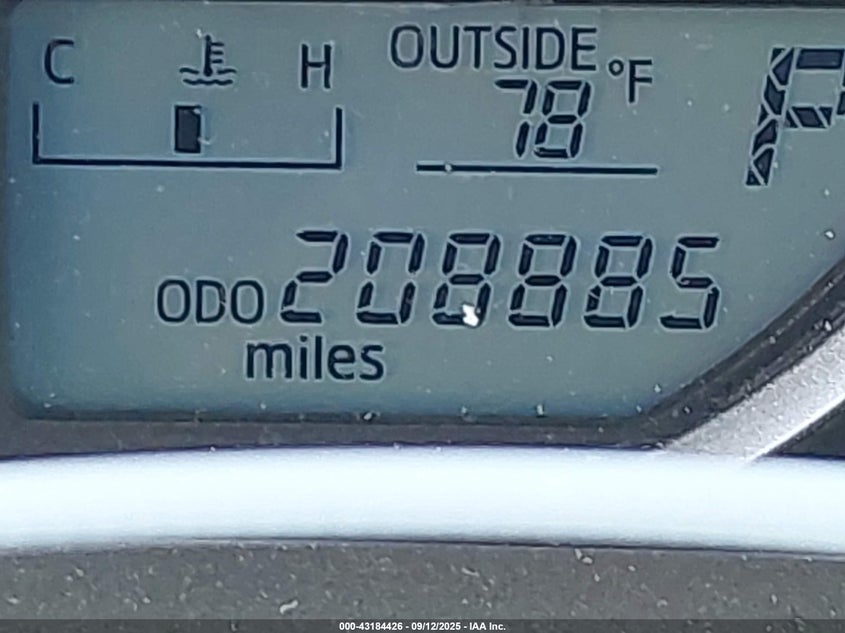 C H
OUTSIDE
78 °F
P
ODO 208885
miles
000-43184426 - 09/12/2025 - IAA Inc.